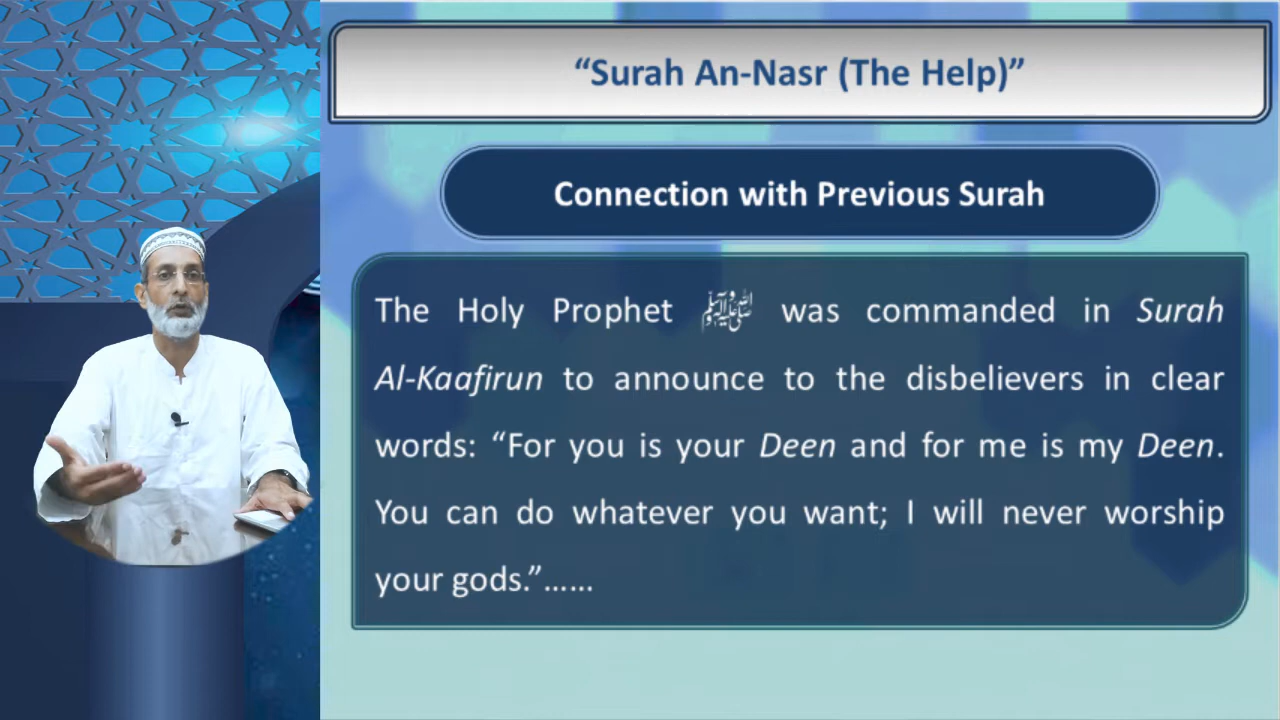 “Surah An-Nasr (The Help)”
Connection with Previous Surah
The Holy Prophet ﷺ was commanded in Surah
Al-Kaafirun to announce to the disbelievers in clear
words: “For you is your Deen and for me is my Deen.
You can do whatever you want; I will never worship
your gods.”......